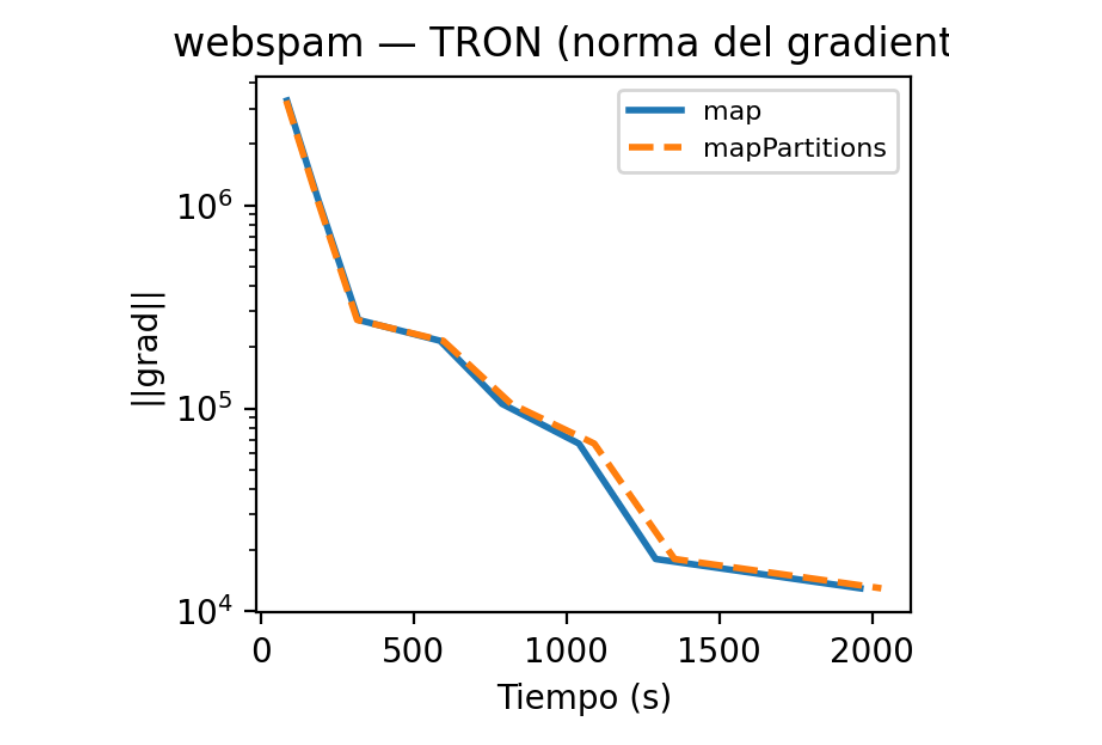 webspam — TRON (norma del gradient
map
mapPartitions
||grad||
10^6
10^5
10^4
0 500 1000 1500 2000
Tiempo (s)